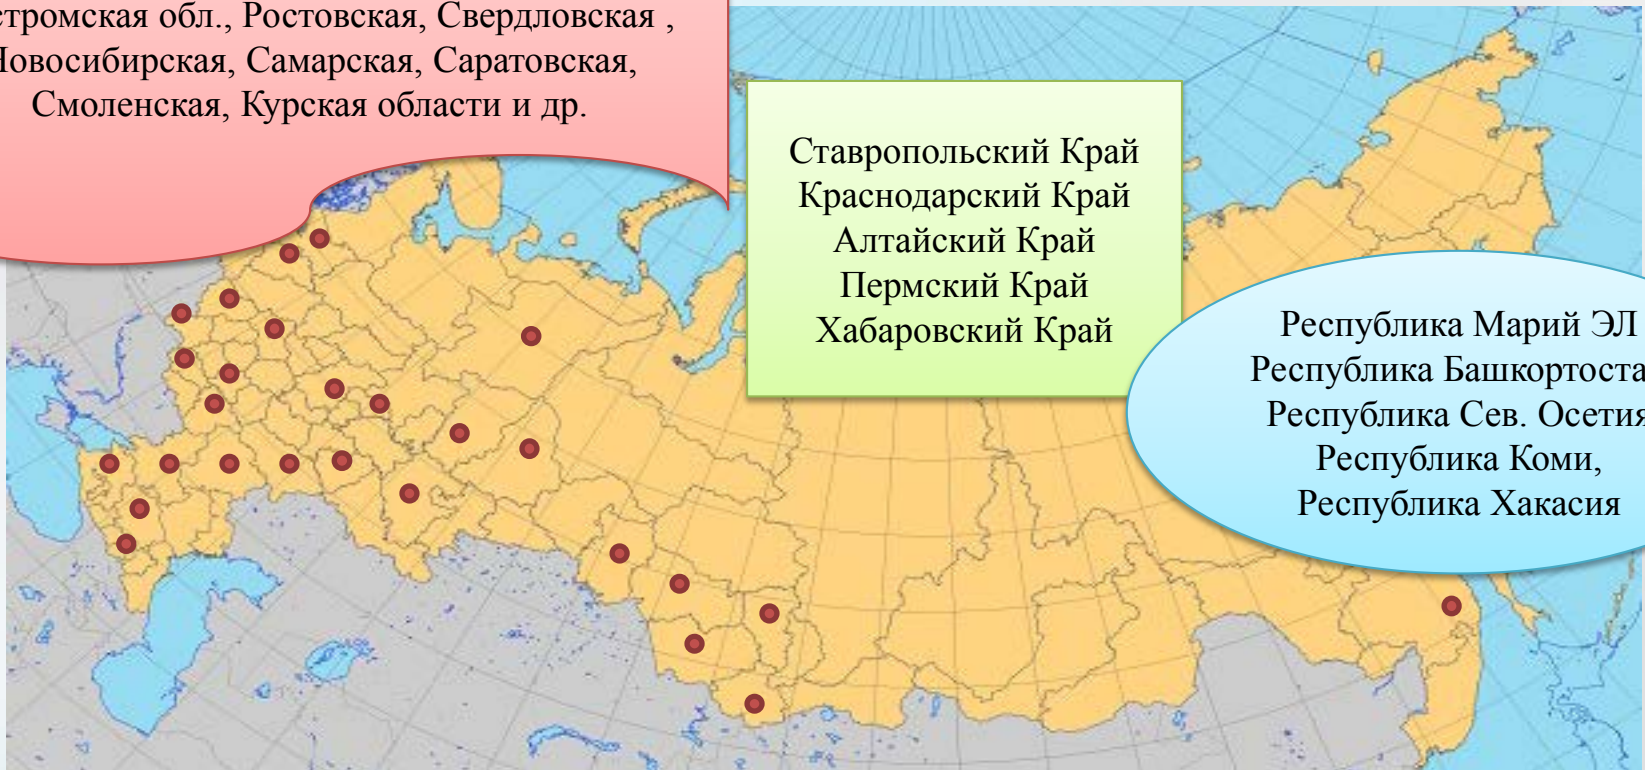 стромская обл., Ростовская, Свердловская ,
Новосибирская, Самарская, Саратовская,
Смоленская, Курская области и др.
Ставропольский Край
Краснодарский Край
Алтайский Край
Пермский Край
Хабаровский Край
Республика Марий ЭЛ
Республика Башкортоста
Республика Сев. Осетия
Республика Коми,
Республика Хакасия